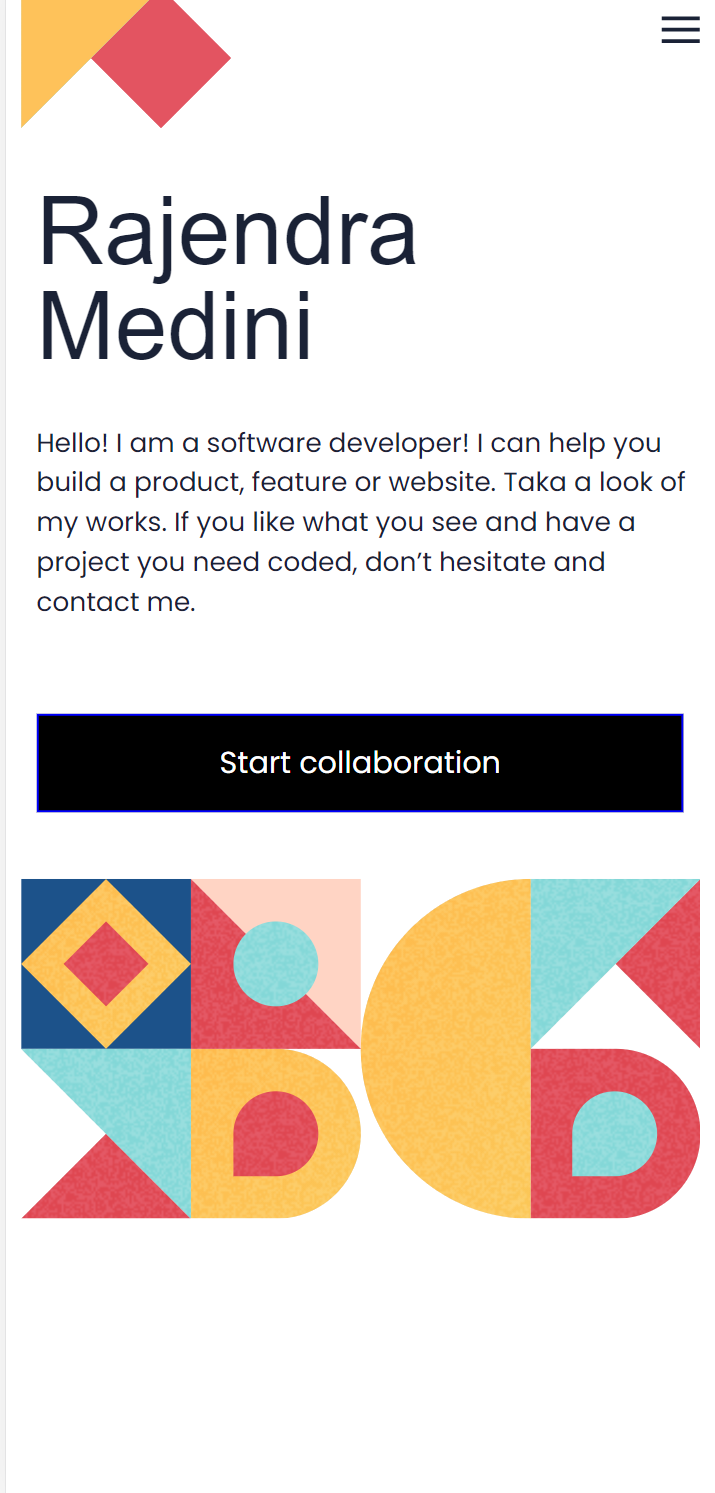 Rajendra
Medini
Hello! I am a software developer! I can help you
build a product, feature or website. Taka a look of
my works. If you like what you see and have a
project you need coded, don’t hesitate and
contact me.
Start collaboration